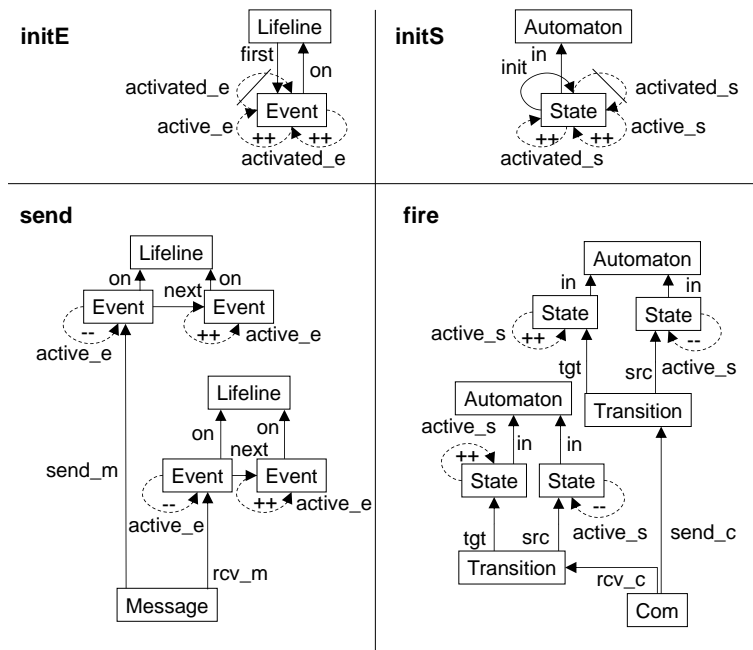 initE
Lifeline
first
on
activated_e
Event
active_e
++
++
activated_e
initS
Automaton
in
init
activated_s
State
active_s
++
++
activated_s
send
Lifeline
on
on
Event
next
Event
--
++
active_e
active_e
Lifeline
on
on
next
Event
Event
send_m
--
++
active_e
active_e
rcv_m
Message
fire
Automaton
in
in
State
State
active_s
++
--
active_s
tgt
src
Automaton
Transition
active_s
in
in
++
State
State
--
active_s
tgt
src
send_c
Transition
rcv_c
Com